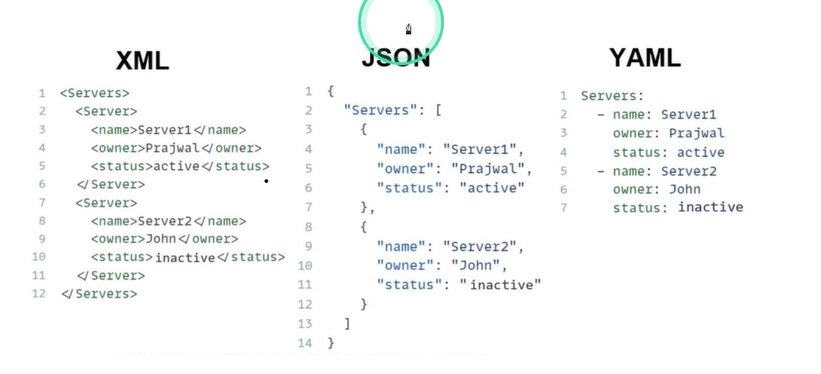 XML
1 <Servers>
2 <Server>
3 <name>Server1</name>
4 <owner>Prajwal</owner>
5 <status>active</status>
6 </Server>
7 <Server>
8 <name>Server2</name>
9 <owner>John</owner>
10 <status>inactive</status>
11 </Server>
12 </Servers>
JSON
1 {
2 "Servers": [
3 {
4 "name": "Server1",
5 "owner": "Prajwal",
6 "status": "active"
7 },
8 {
9 "name": "Server2",
10 "owner": "John",
11 "status": "inactive"
12 }
13 ]
14 }
YAML
1 Servers:
2 - name: Server1
3 owner: Prajwal
4 status: active
5 - name: Server2
6 owner: John
7 status: inactive